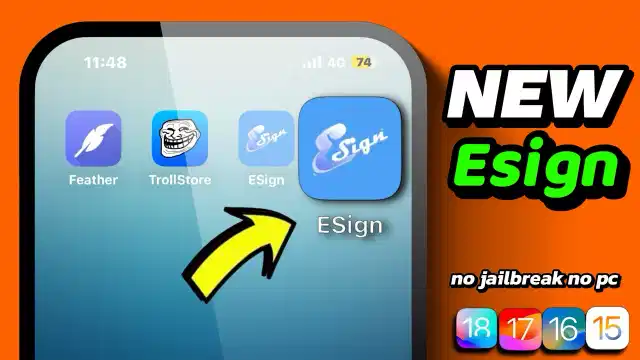 11:48
4G 74
Feather
TrollStore
ESign
ESign
ESign
ESign
NEW
Esign
no jailbreak no pc
18 17 16 15